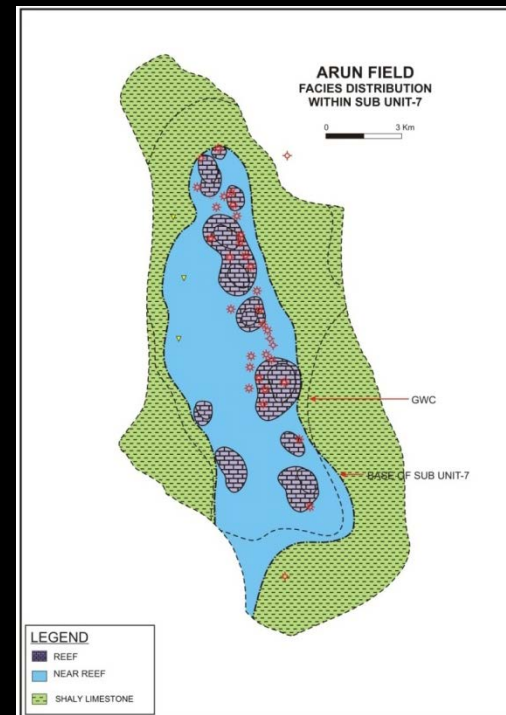 ARUN FIELD
FACIES DISTRIBUTION
WITHIN SUB UNIT-7
0 3 Km
GWC
BASE OF SUB UNIT-7
LEGEND
REEF
NEAR REEF
SHALY LIMESTONE